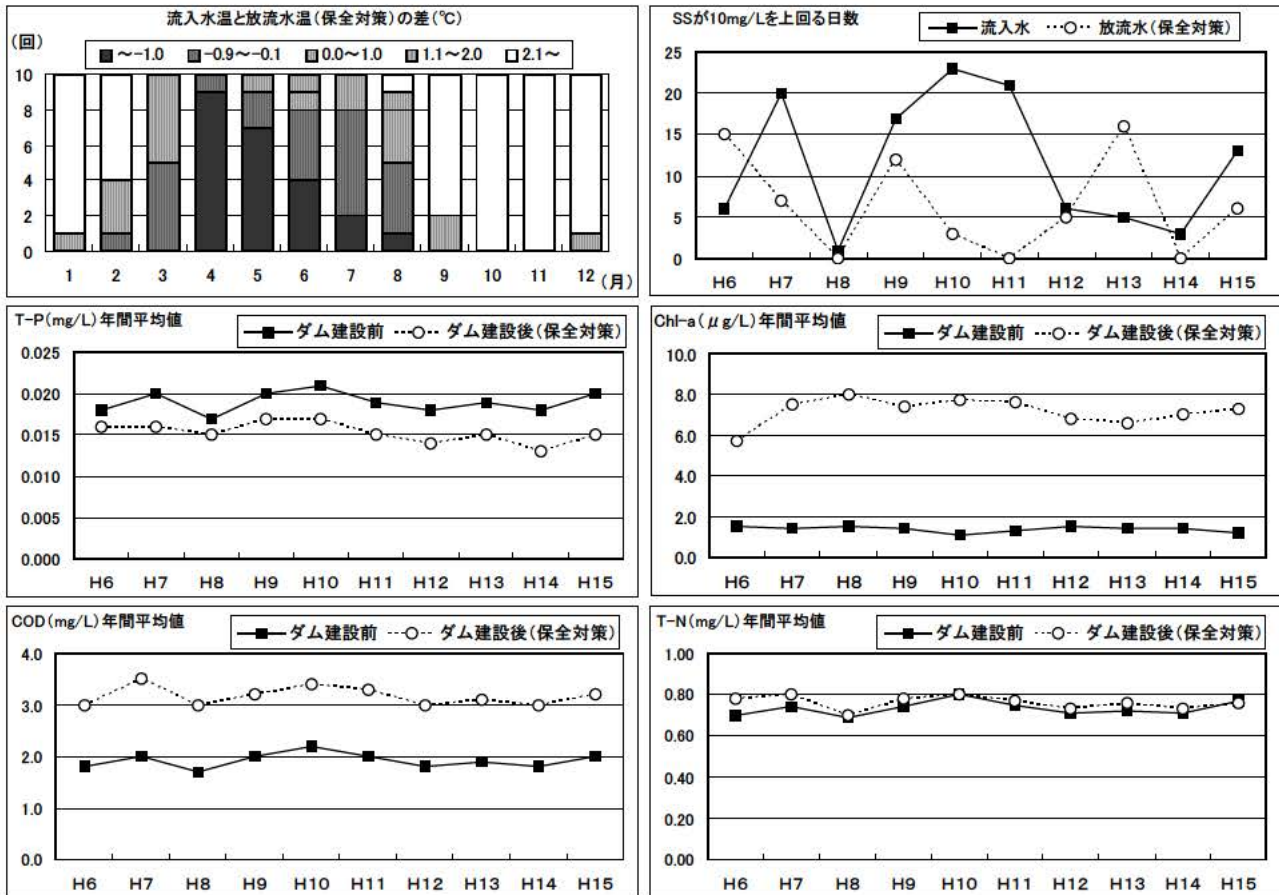 流入水温と放流水温(保全対策)の差(℃)
(回)
～-1.0 -0.9～-0.1 0.0～1.0 1.1～2.0 2.1～
10
8
6
4
2
0
1 2 3 4 5 6 7 8 9 10 11 12 (月)
SSが10mg/Lを上回る日数
流入水 放流水(保全対策)
25
20
15
10
5
0
H6 H7 H8 H9 H10 H11 H12 H13 H14 H15
T-P(mg/L)年間平均値
ダム建設前 ダム建設後(保全対策)
0.025
0.020
0.015
0.010
0.005
0.000
H6 H7 H8 H9 H10 H11 H12 H13 H14 H15
Chl-a(μg/L)年間平均値
ダム建設前 ダム建設後(保全対策)
10.0
8.0
6.0
4.0
2.0
0.0
H6 H7 H8 H9 H10 H11 H12 H13 H14 H15
COD(mg/L)年間平均値
ダム建設前 ダム建設後(保全対策)
4.0
3.0
2.0
1.0
0.0
H6 H7 H8 H9 H10 H11 H12 H13 H14 H15
T-N(mg/L)年間平均値
ダム建設前 ダム建設後(保全対策)
1.00
0.80
0.60
0.40
0.20
0.00
H6 H7 H8 H9 H10 H11 H12 H13 H14 H15